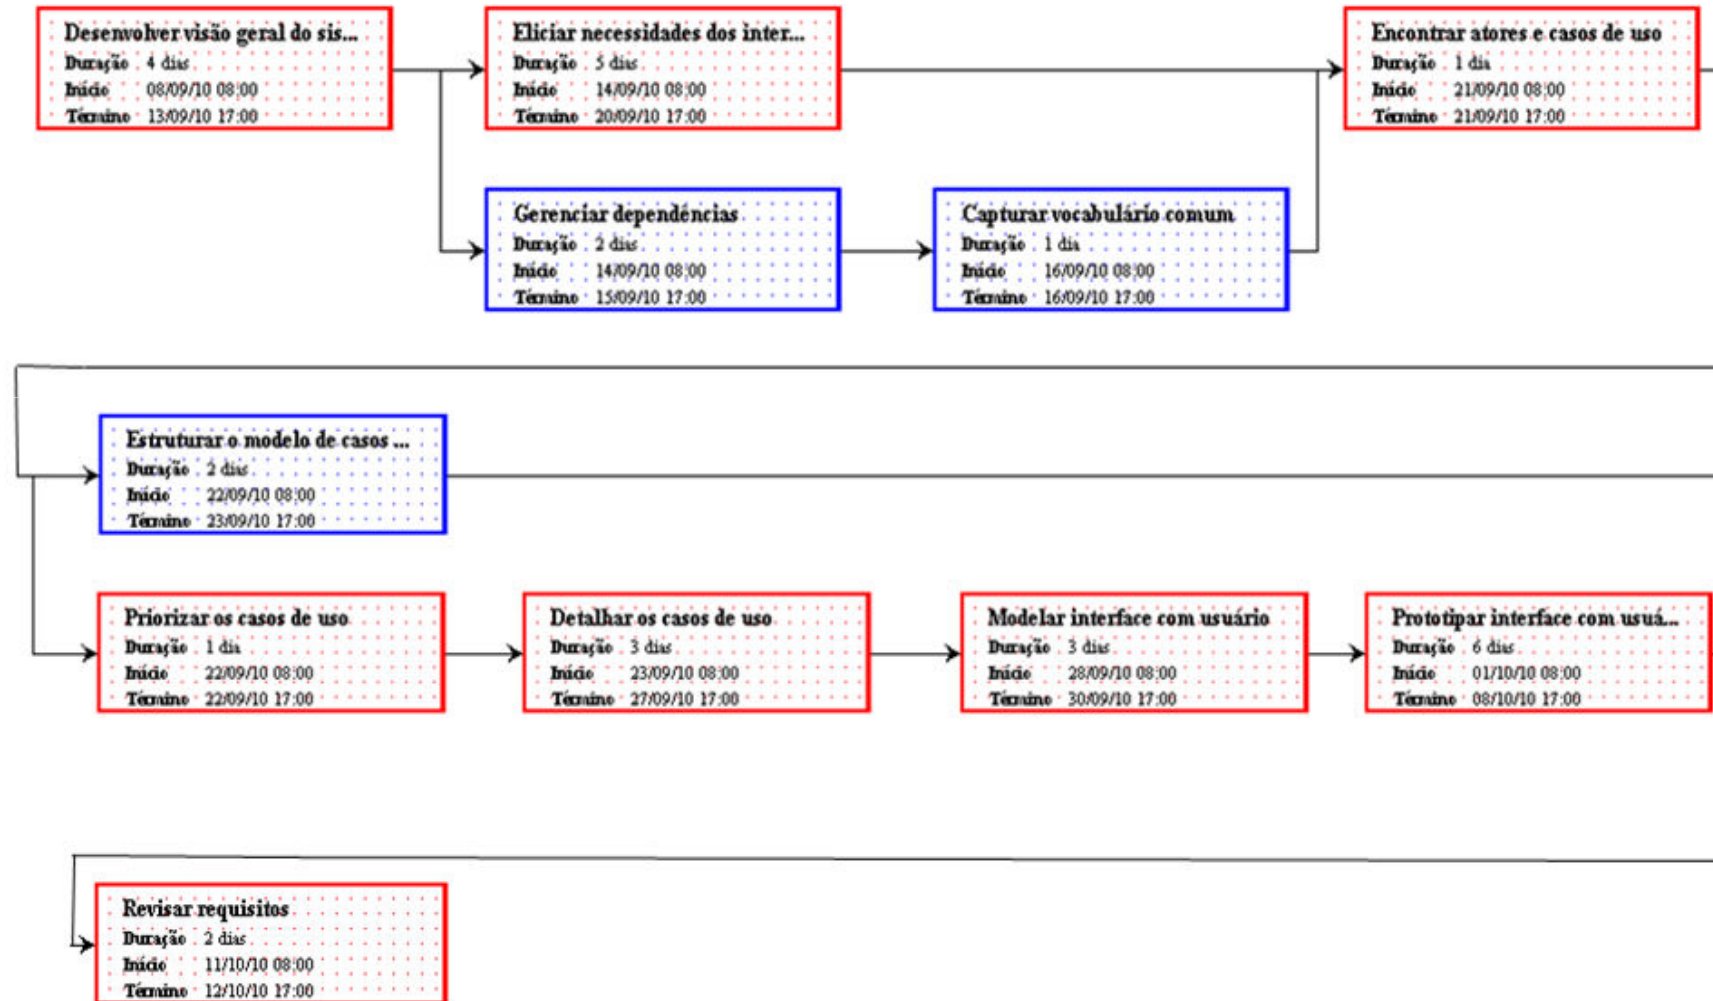 Desenvolver visão geral do sis...
Duração 4 dias
Início 08/09/10 08:00
Término 13/09/10 17:00
Eliciar necessidades dos inter...
Duração 5 dias
Início 14/09/10 08:00
Término 20/09/10 17:00
Encontrar atores e casos de uso
Duração 1 dia
Início 21/09/10 08:00
Término 21/09/10 17:00
Gerenciar dependências
Duração 2 dias
Início 14/09/10 08:00
Término 15/09/10 17:00
Capturar vocabulário comum
Duração 1 dia
Início 16/09/10 08:00
Término 16/09/10 17:00
Estruturar o modelo de casos ...
Duração 2 dias
Início 22/09/10 08:00
Término 23/09/10 17:00
Priorizar os casos de uso
Duração 1 dia
Início 22/09/10 08:00
Término 22/09/10 17:00
Detalhar os casos de uso
Duração 3 dias
Início 23/09/10 08:00
Término 27/09/10 17:00
Modelar interface com usuário
Duração 3 dias
Início 28/09/10 08:00
Término 30/09/10 17:00
Prototipar interface com usuá...
Duração 6 dias
Início 01/10/10 08:00
Término 08/10/10 17:00
Revisar requisitos
Duração 2 dias
Início 11/10/10 08:00
Término 12/10/10 17:00